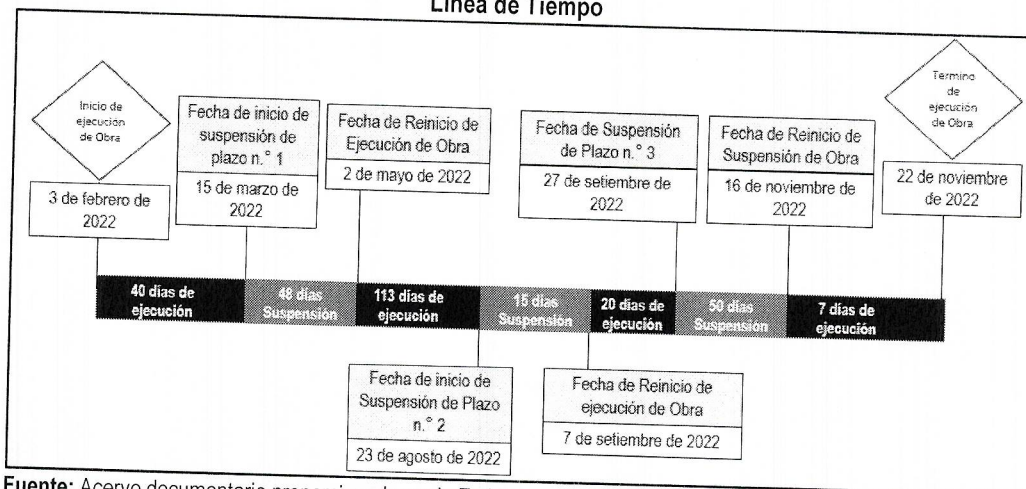 Línea de Tiempo
Inicio de
ejecución
de Obra
3 de febrero de
2022
Fecha de inicio de
suspensión de
plazo n.° 1
15 de marzo de
2022
Fecha de Reinicio de
Ejecución de Obra
2 de mayo de 2022
Fecha de Suspensión
de Plazo n.° 3
27 de setiembre de
2022
Fecha de Reinicio de
Suspensión de Obra
16 de noviembre de
2022
Termino
de
ejecución
de Obra
22 de noviembre
de 2022
40 días de
ejecución
48 días
Suspensión
113 días de
ejecución
15 días
Suspensión
20 días de
ejecución
50 días
Suspensión
7 días de
ejecución
Fecha de inicio de
Suspensión de Plazo
n.° 2
23 de agosto de 2022
Fecha de Reinicio de
ejecución de Obra
7 de setiembre de 2022
Fuente: Acervo documentario